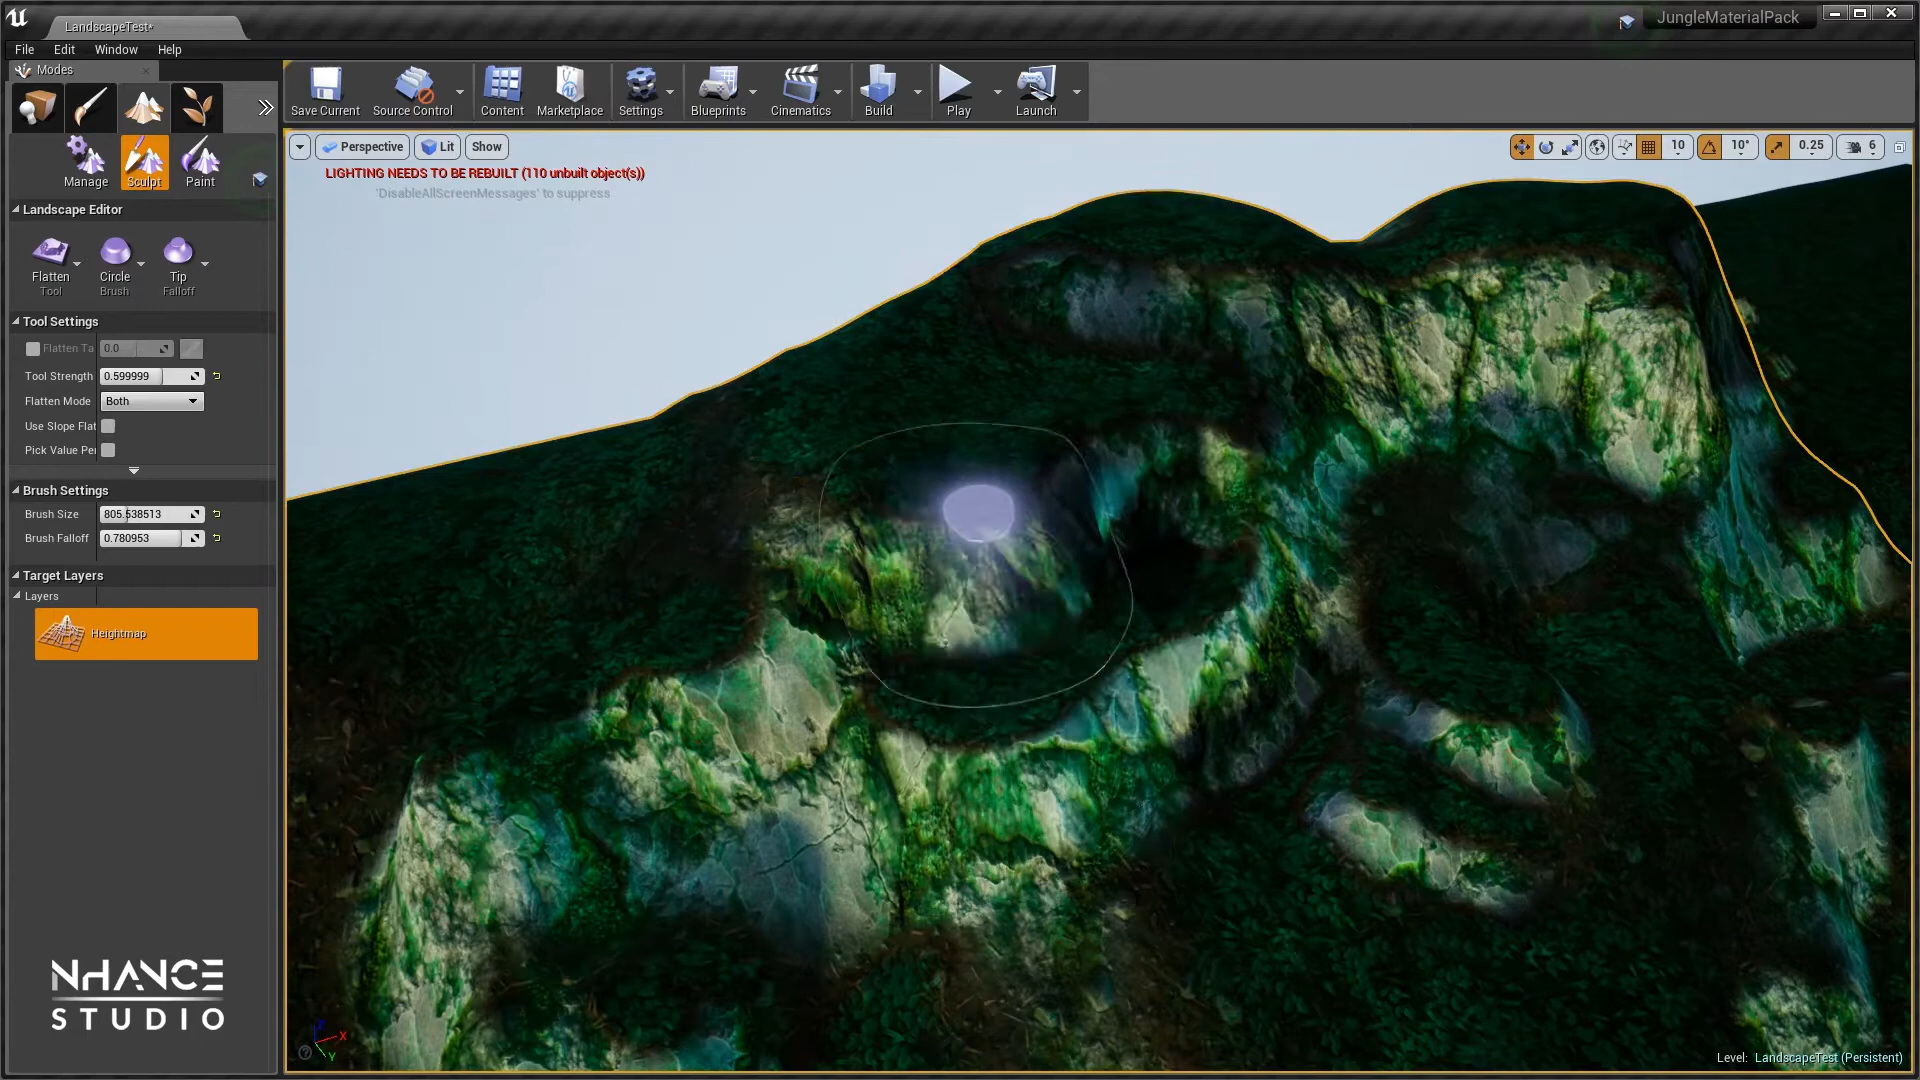 LandscapeTest*
JungleMaterialPack
File Edit Window Help
Modes
Save Current
Source Control
Content
Marketplace
Settings
Blueprints
Cinematics
Build
Play
Launch
Manage
Sculpt
Paint
Perspective
Lit
Show
10
10°
0.25
6
LIGHTING NEEDS TO BE REBUILT (110 unbuilt object(s))
'DisableAllScreenMessages' to suppress
Landscape Editor
Flatten
Tool
Circle
Brush
Tip
Falloff
Tool Settings
Flatten Ta 0.0
Tool Strength 0.599999
Flatten Mode Both
Use Slope Flat
Pick Value Per
Brush Settings
Brush Size 805.538513
Brush Falloff 0.780953
Target Layers
Layers
Heightmap
NHANCE
STUDIO
Z
X
Y
Level: LandscapeTest (Persistent)